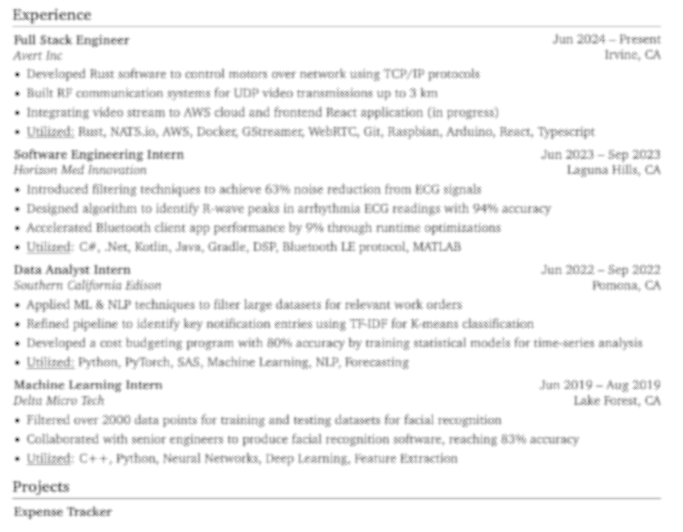 Experience
Full Stack Engineer Jun 2024 – Present
Avert Inc Irvine, CA
• Developed Rust software to control motors over network using TCP/IP protocols
• Built RF communication systems for UDP video transmissions up to 3 km
• Integrating video stream to AWS cloud and frontend React application (in progress)
• Utilized: Rust, NATS.io, AWS, Docker, GStreamer, WebRTC, Git, Raspbian, Arduino, React, Typescript
Software Engineering Intern Jun 2023 – Sep 2023
Horizon Med Innovation Laguna Hills, CA
• Introduced filtering techniques to achieve 63% noise reduction from ECG signals
• Designed algorithm to identify R-wave peaks in arrhythmia ECG readings with 94% accuracy
• Accelerated Bluetooth client app performance by 9% through runtime optimizations
• Utilized: C#, .Net, Kotlin, Java, Gradle, DSP, Bluetooth LE protocol, MATLAB
Data Analyst Intern Jun 2022 – Sep 2022
Southern California Edison Pomona, CA
• Applied ML & NLP techniques to filter large datasets for relevant work orders
• Refined pipeline to identify key notification entries using TF-IDF for K-means classification
• Developed a cost budgeting program with 80% accuracy by training statistical models for time-series analysis
• Utilized: Python, PyTorch, SAS, Machine Learning, NLP, Forecasting
Machine Learning Intern Jun 2019 – Aug 2019
Delta Micro Tech Lake Forest, CA
• Filtered over 2000 data points for training and testing datasets for facial recognition
• Collaborated with senior engineers to produce facial recognition software, reaching 83% accuracy
• Utilized: C++, Python, Neural Networks, Deep Learning, Feature Extraction
Projects
Expense Tracker